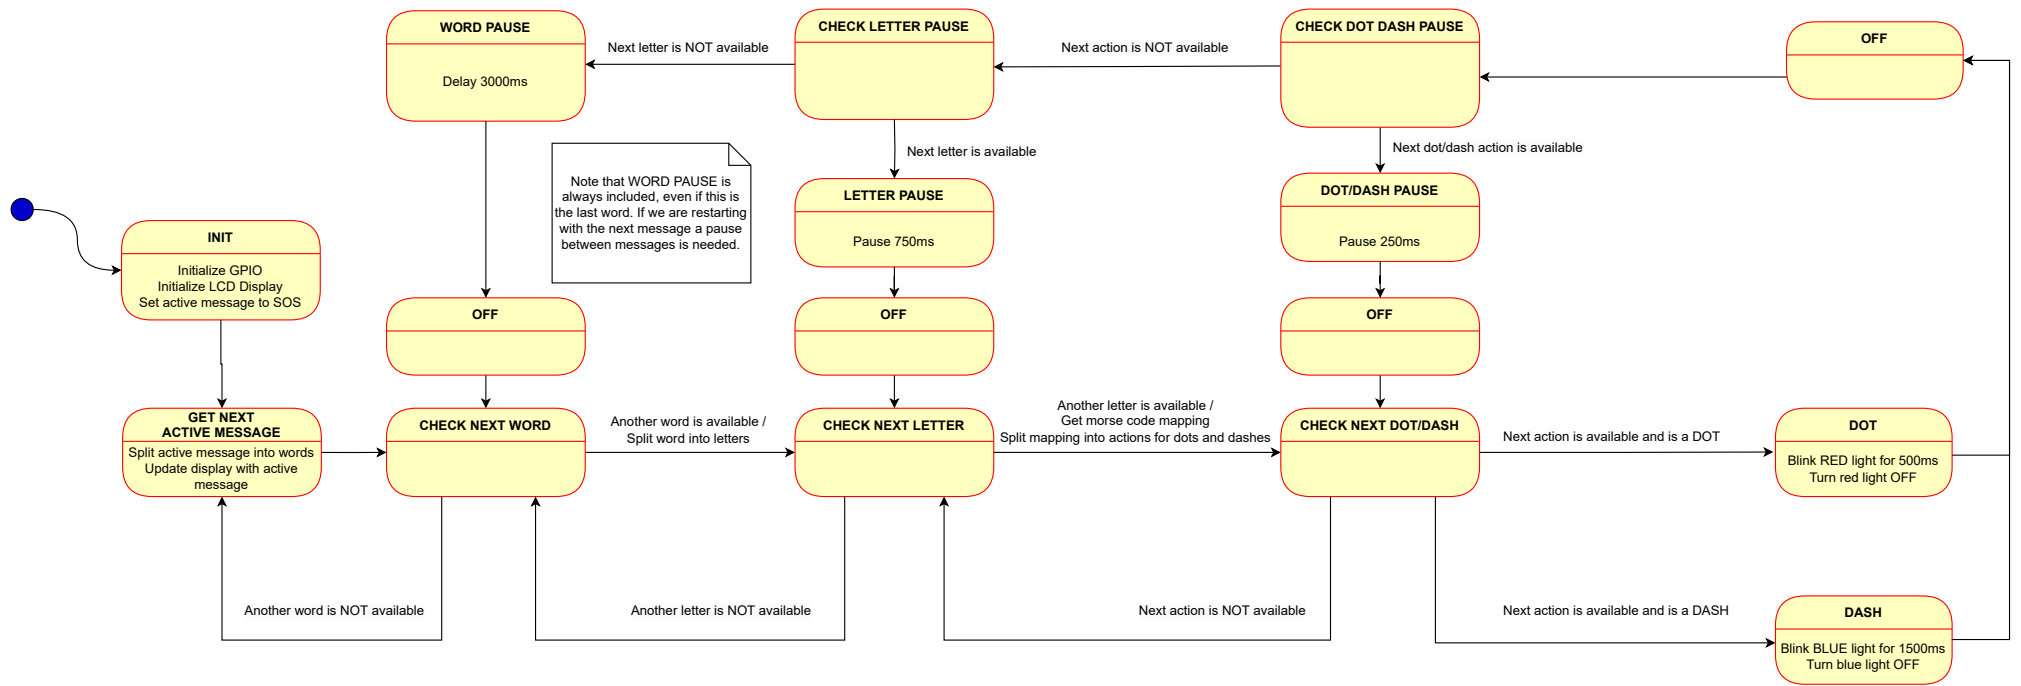 WORD PAUSE
Delay 3000ms
Next letter is NOT available
CHECK LETTER PAUSE
Next action is NOT available
CHECK DOT DASH PAUSE
OFF
Next letter is available
Next dot/dash action is available
Note that WORD PAUSE is
always included, even if this is
the last word. If we are restarting
with the next message a pause
between messages is needed.
LETTER PAUSE
Pause 750ms
DOT/DASH PAUSE
Pause 250ms
INIT
Initialize GPIO
Initialize LCD Display
Set active message to SOS
OFF
OFF
OFF
GET NEXT
ACTIVE MESSAGE
Split active message into words
Update display with active
message
CHECK NEXT WORD
Another word is available /
Split word into letters
CHECK NEXT LETTER
Another letter is available /
Get morse code mapping
Split mapping into actions for dots and dashes
CHECK NEXT DOT/DASH
Next action is available and is a DOT
DOT
Blink RED light for 500ms
Turn red light OFF
Another word is NOT available
Another letter is NOT available
Next action is NOT available
Next action is available and is a DASH
DASH
Blink BLUE light for 1500ms
Turn blue light OFF